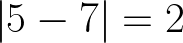 |5 − 7| = 2